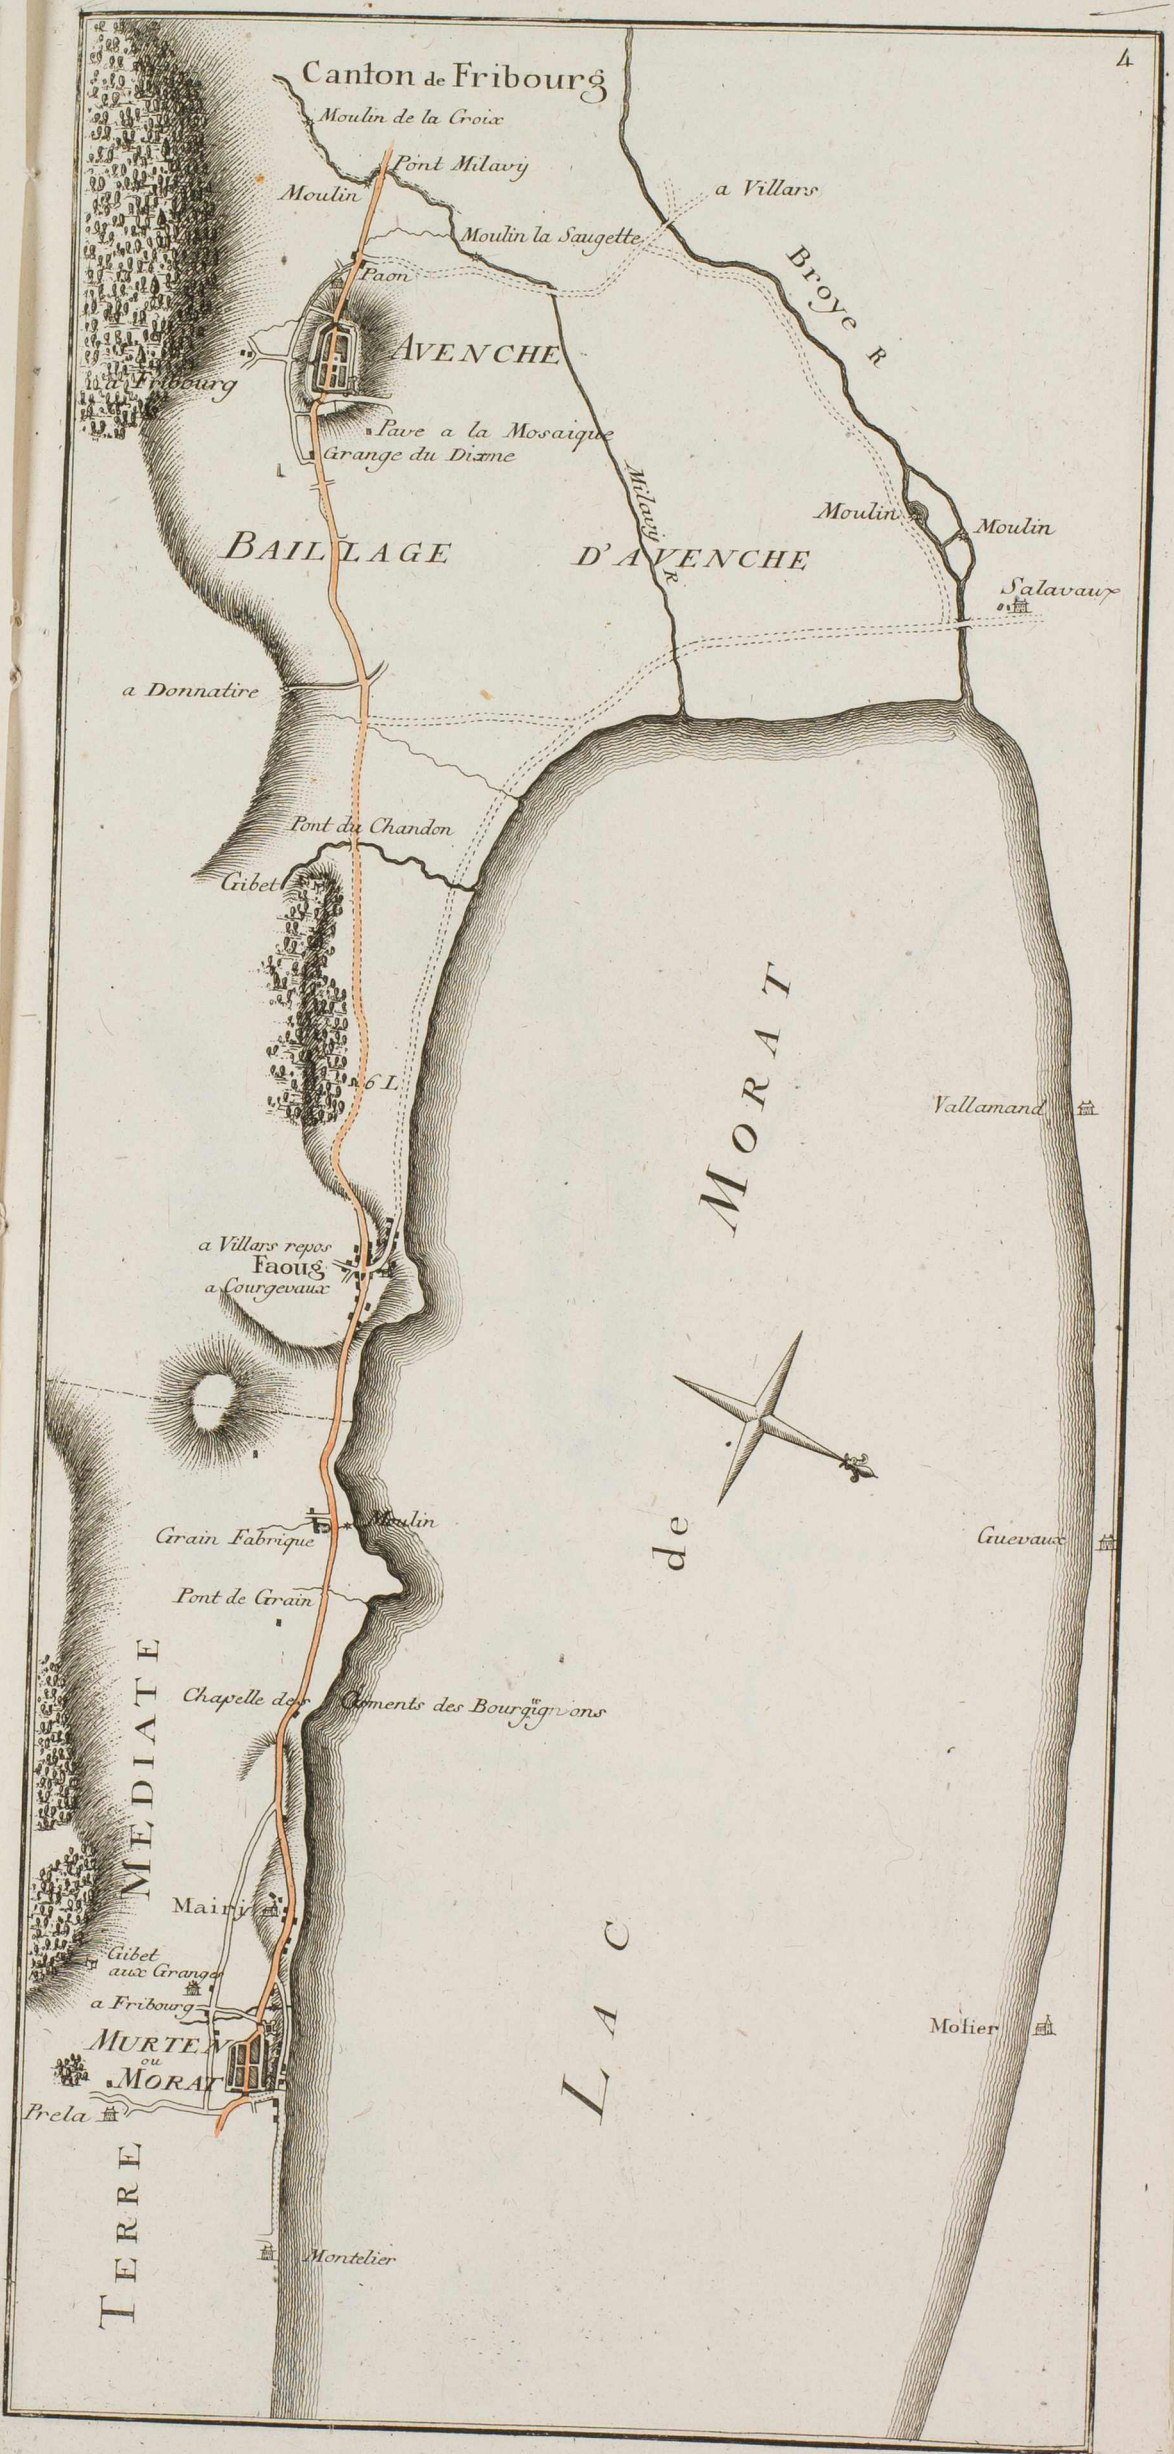 4
Canton de Fribourg
Moulin de la Croix
Pont Milavy
Moulin
a Villars
Moulin la Saugette
Paon
Broye R
AVENCHE
a Fribourg
Pave a la Mosaique
Grange du Dixme
L
Milavy R
Moulin
Moulin
BAILLAGE D'AVENCHE
Salavaux
a Donnatire
Pont du Chandon
Gibet
6 L
Vallamand
a Villars repos
Faoug
a Courgevaux
Moulin
Grain Fabrique
Guevaux
Pont de Grain
Chapelle des Osments des Bourgignons
Mairy
Gibet
aux Granges
a Fribourg
Motier
MURTEN
ou
MORAT
Prela
Montelier
LAC de MORAT
TERRE MEDIATE